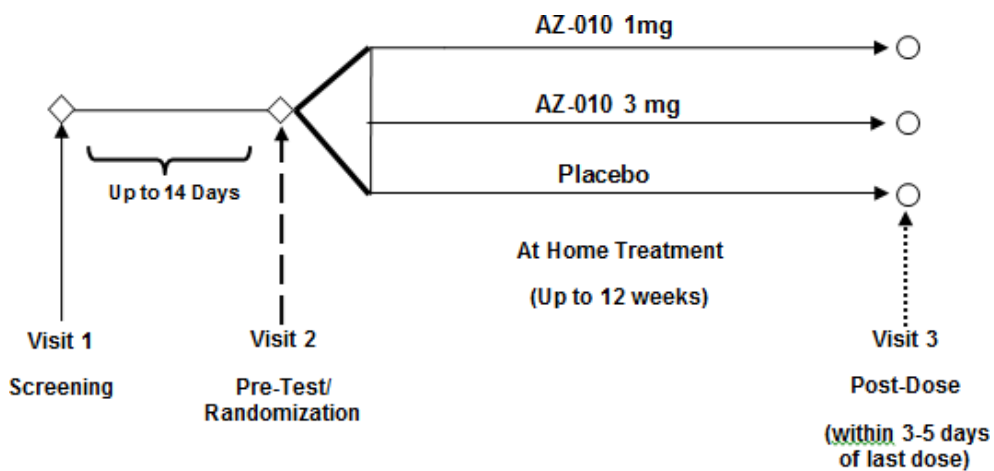 AZ-010 1mg
AZ-010 3 mg
Up to 14 Days
Placebo
At Home Treatment
(Up to 12 weeks)
Visit 1
Screening
Visit 2
Pre-Test/
Randomization
Visit 3
Post-Dose
(within 3-5 days
of last dose)